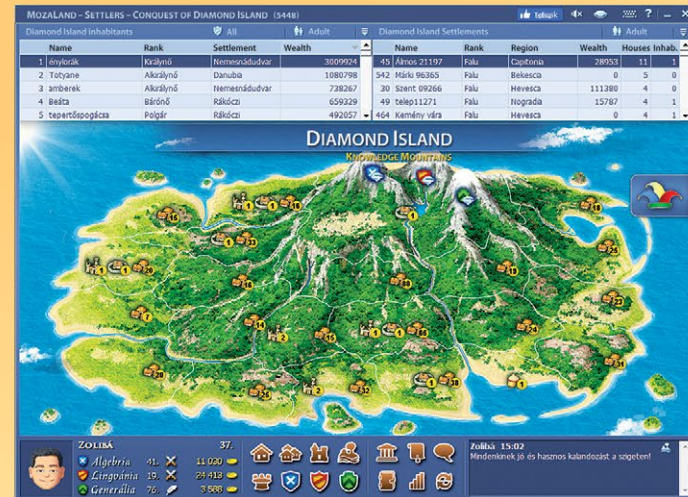 MOZALAND – SETTLERS – CONQUEST OF DIAMOND ISLAND (5448)
Tetszik
Diamond Island inhabitants All Adult
Name Rank Settlement Wealth
1 énylorák Királynő Nemesnádudvar 3009924
2 Totyane Alkirálynő Danubia 1080798
3 amberek Alkirálynő Nemesnádudvar 738267
4 Beáta Bárónő Rákóczi 659329
5 tepertőspogácsa Polgár Rákóczi 492057
Diamond Island Settlements Adult
Name Rank Region Wealth Houses Inhab.
45 Álmos 21197 Falu Capitonia 28953 11 1
542 Márki 96365 Falu Bekesca 0 5 0
30 Szent 09266 Falu Hevesca 111380 4 0
49 telep11271 Falu Nogradia 15787 4 1
464 Kemény vára Falu Hevesca 0 4 1
DIAMOND ISLAND
KNOWLEDGE MOUNTAINS
ZOLIBÁ 37.
Algebria 41. 11 030
Lingvánia 19. 24 413
Generália 76. 3 568
Zolibá 15:02
Mindenkinek jó és hasznos kalandozást a szigeten!